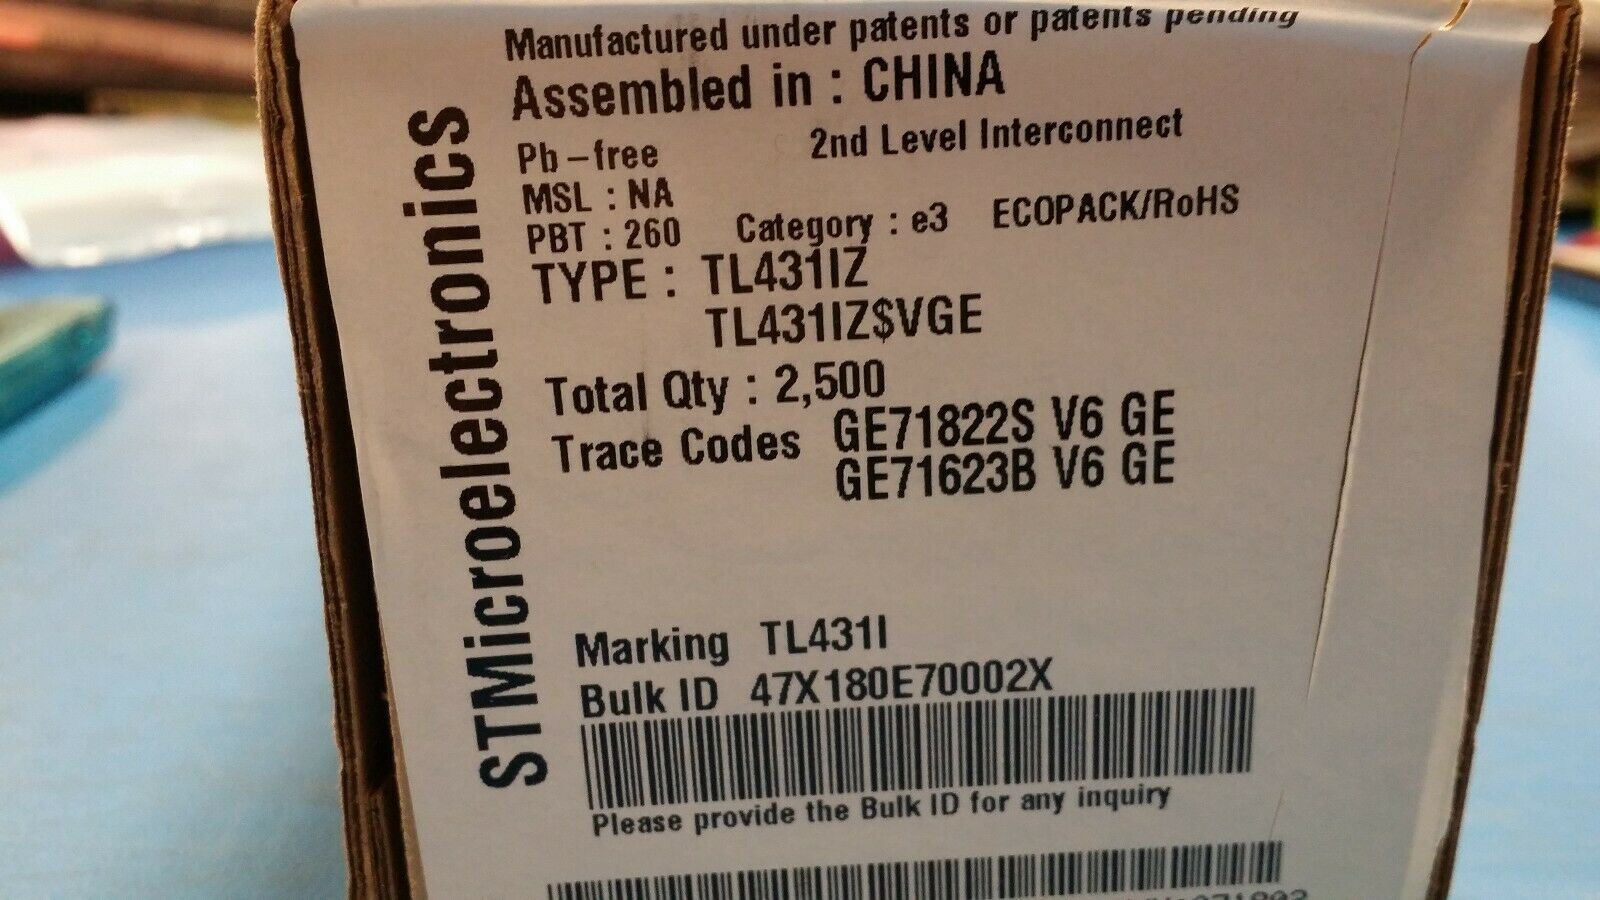 STMicroelectronics
Manufactured under patents or patents pending
Assembled in : CHINA
Pb-free 2nd Level Interconnect
MSL : NA
PBT : 260 Category : e3 ECOPACK/RoHS
TYPE : TL431IZ
TL431IZ$VGE
Total Qty : 2,500
Trace Codes GE71822S V6 GE
GE71623B V6 GE
Marking TL431I
Bulk ID 47X180E70002X
Please provide the Bulk ID for any inquiry